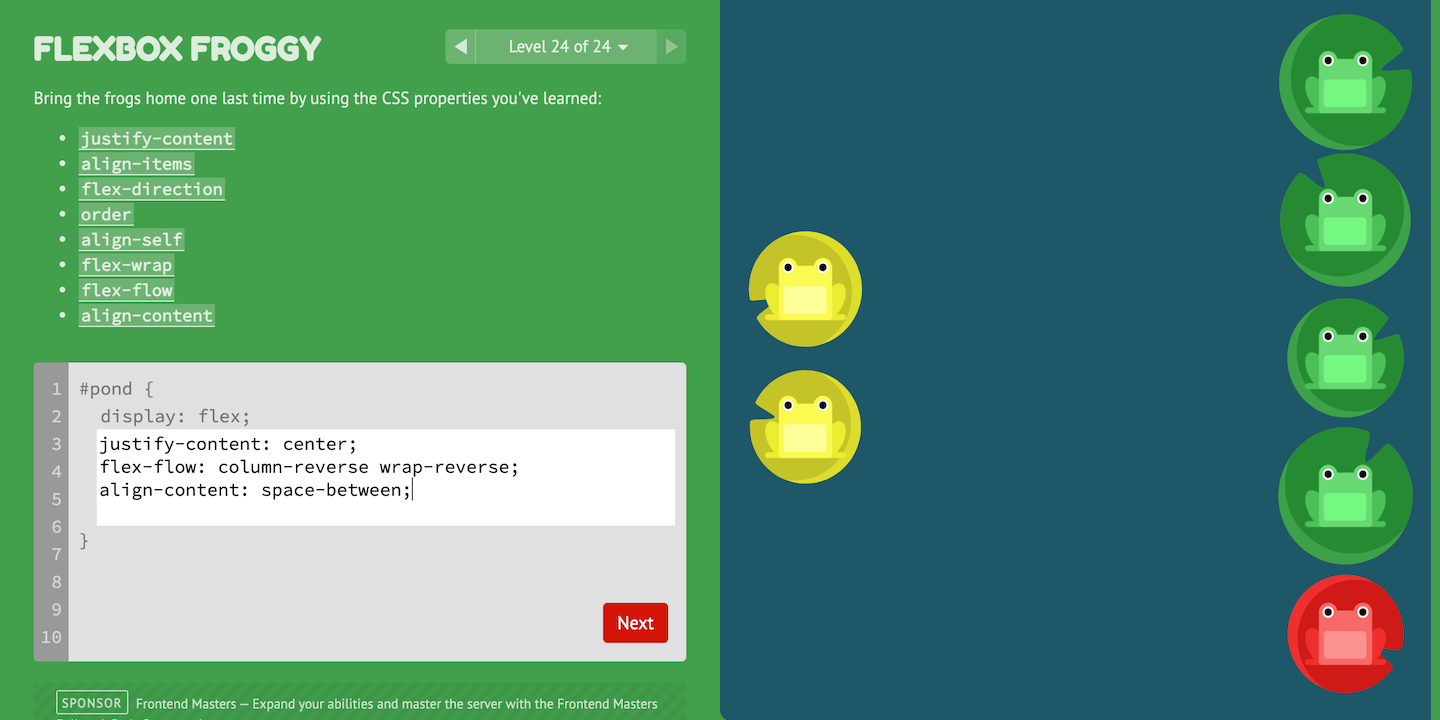 FLEXBOX FROGGY
Level 24 of 24
Bring the frogs home one last time by using the CSS properties you've learned:
justify-content
align-items
flex-direction
order
align-self
flex-wrap
flex-flow
align-content
1 #pond {
2 display: flex;
3 justify-content: center;
4 flex-flow: column-reverse wrap-reverse;
5 align-content: space-between;
6
7 }
8
9
10
Next
SPONSOR Frontend Masters — Expand your abilities and master the server with the Frontend Masters